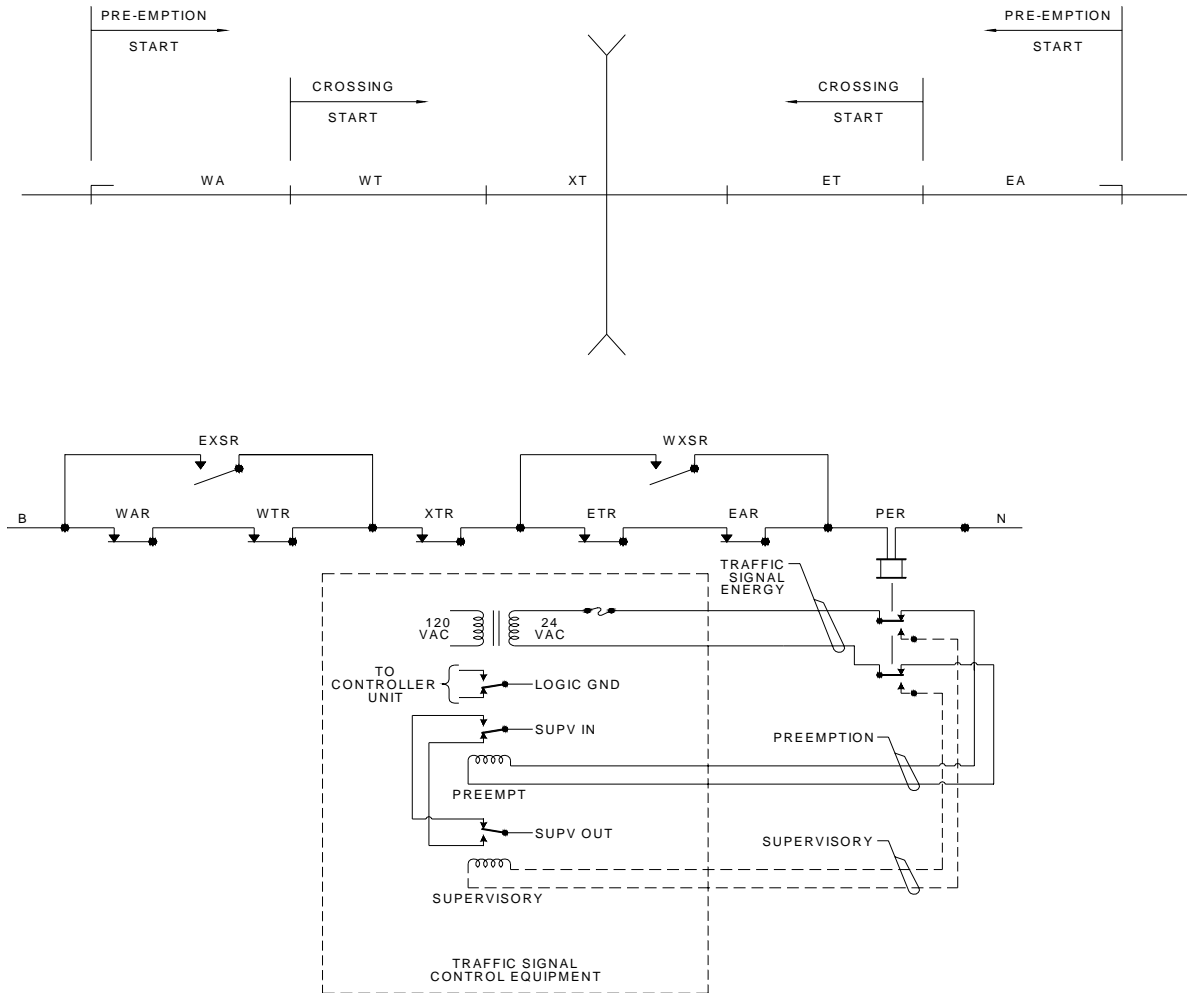 PRE-EMPTION
START
PRE-EMPTION
START
CROSSING
START
CROSSING
START
WA
WT
XT
ET
EA
EXSR
WXSR
B
WAR
WTR
XTR
ETR
EAR
PER
N
TRAFFIC
SIGNAL
ENERGY
120
VAC
24
VAC
TO
CONTROLLER
UNIT
LOGIC GND
SUPV IN
PREEMPTION
PREEMPT
SUPV OUT
SUPERVISORY
SUPERVISORY
TRAFFIC SIGNAL
CONTROL EQUIPMENT